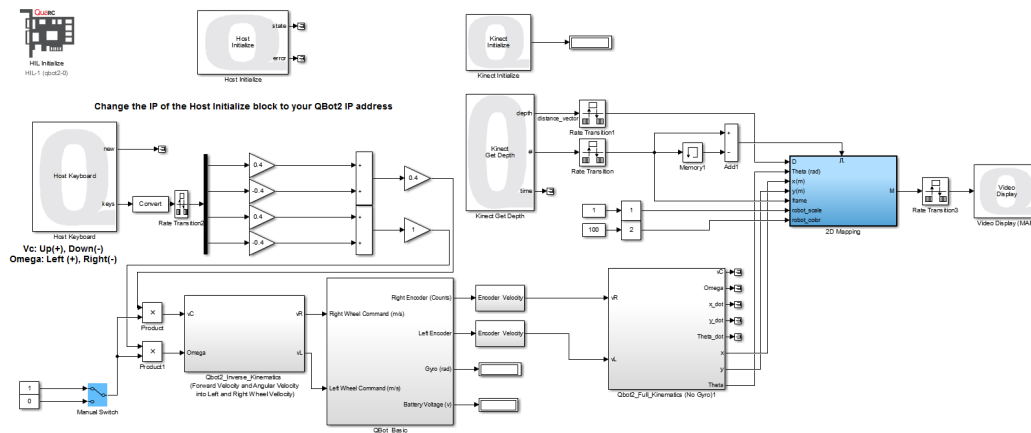 QUARC
HIL Initialize
HIL-1 (qbot2-0)
Host
Initialize
state
error
Host Initialize
Kinect
Initialize
Kinect Initialize
Change the IP of the Host Initialize block to your QBot2 IP address
Host Keyboard
new
keys
Host Keyboard
Convert
Rate Transition2
0.4
-0.4
0.4
-0.4
+
+
+
+
0.4
1
Vc: Up(+), Down(-)
Omega: Left (+), Right(-)
Kinect
Get Depth
depth
#
time
Kinect Get Depth
distance_vector
Rate Transition1
Rate Transition
Memory1
+
−
Add1
1
100
1
2
D
Theta (rad)
x(m)
y(m)
frame
robot_scale
robot_color
M
2D Mapping
Rate Transition3
Video
Display
Video Display (MA
×
Product
×
Product1
1
0
Manual Switch
vC
Omega
vR
vL
Qbot2_Inverse_Kinematics
(Forward Velocity and Angular Velocity
into Left and Right Wheel Vellocity)
Right Wheel Command (m/s)
Left Wheel Command (m/s)
Right Encoder (Counts)
Left Encoder
Gyro (rad)
Battery Voltage (v)
QBot_Basic
Encoder Velocity
Encoder Velocity
vR
vL
vC
Omega
x_dot
y_dot
Theta_dot
x
y
Theta
Qbot2_Full_Kinematics (No Gyro)1